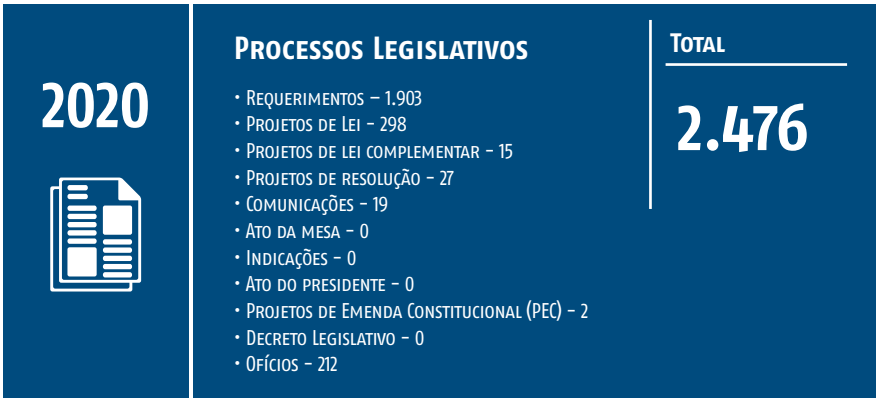 2020
Processos Legislativos
• Requerimentos – 1.903
• Projetos de Lei – 298
• Projetos de lei complementar – 15
• Projetos de resolução – 27
• Comunicações – 19
• Ato da mesa – 0
• Indicações – 0
• Ato do presidente – 0
• Projetos de Emenda Constitucional (PEC) – 2
• Decreto Legislativo – 0
• Ofícios – 212
Total
2.476